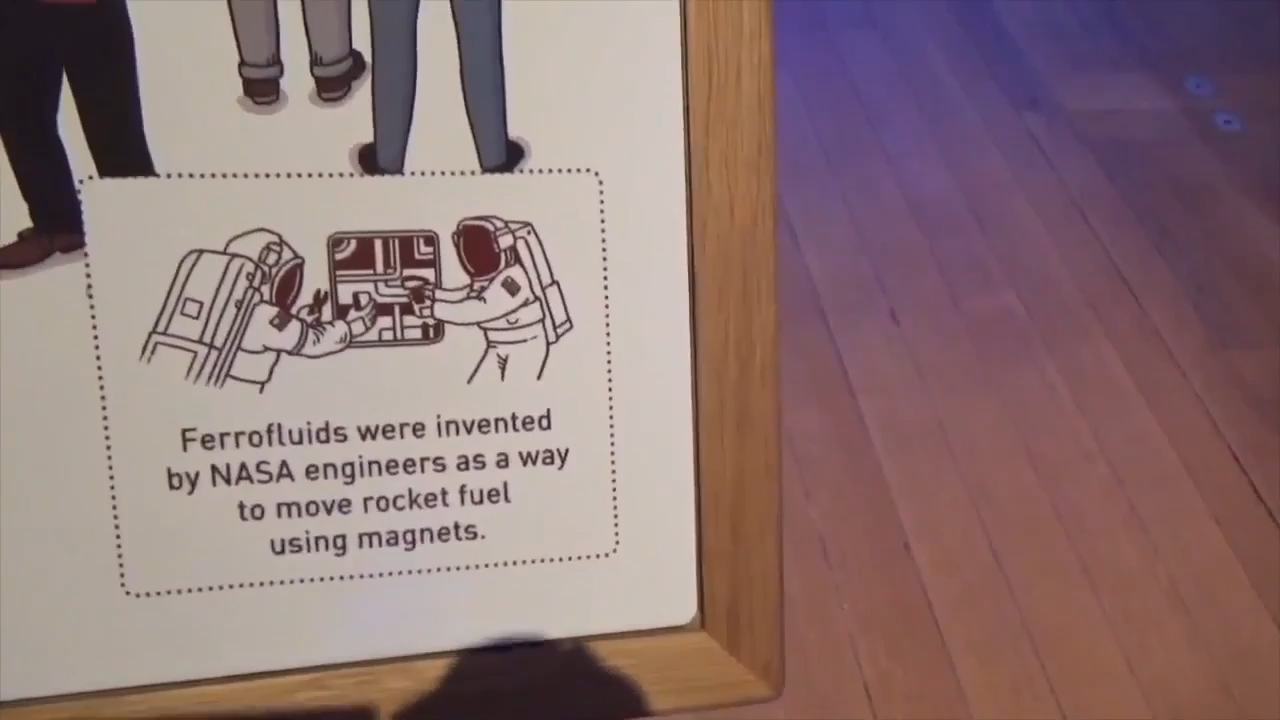 Ferrofluids were invented
by NASA engineers as a way
to move rocket fuel
using magnets.